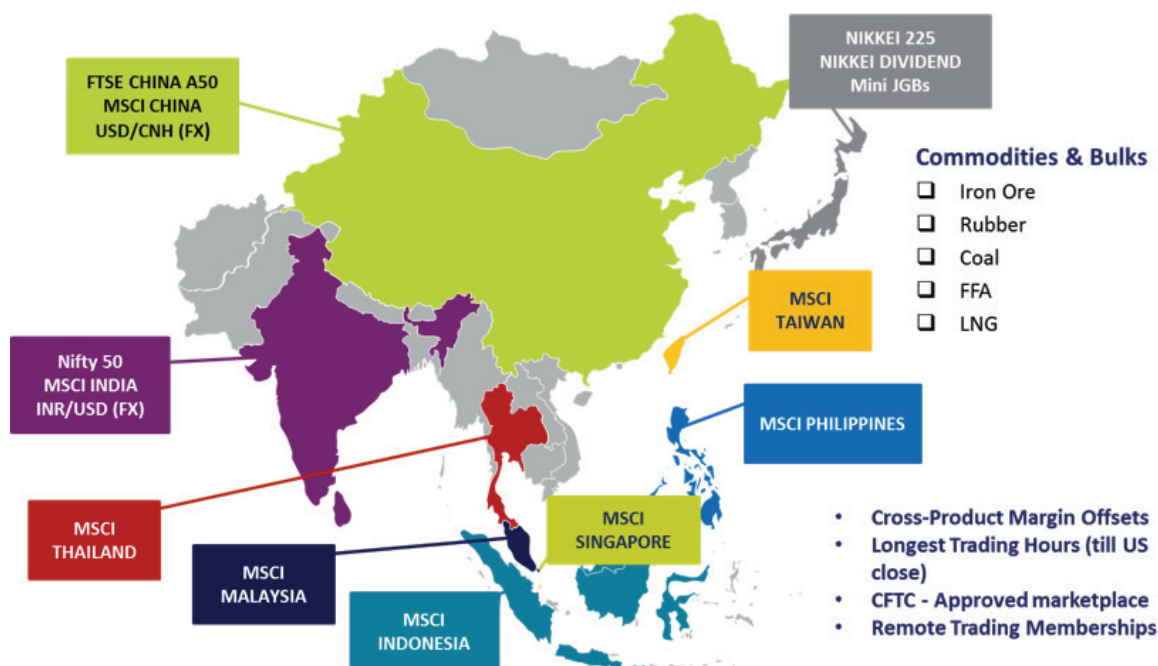 FTSE CHINA A50
MSCI CHINA
USD/CNH (FX)
NIKKEI 225
NIKKEI DIVIDEND
Mini JGBs
Commodities & Bulks
❑ Iron Ore
❑ Rubber
❑ Coal
❑ FFA
❑ LNG
MSCI
TAIWAN
Nifty 50
MSCI INDIA
INR/USD (FX)
MSCI PHILIPPINES
MSCI
THAILAND
MSCI
MALAYSIA
MSCI
SINGAPORE
MSCI
INDONESIA
• Cross-Product Margin Offsets
• Longest Trading Hours (till US
close)
• CFTC - Approved marketplace
• Remote Trading Memberships